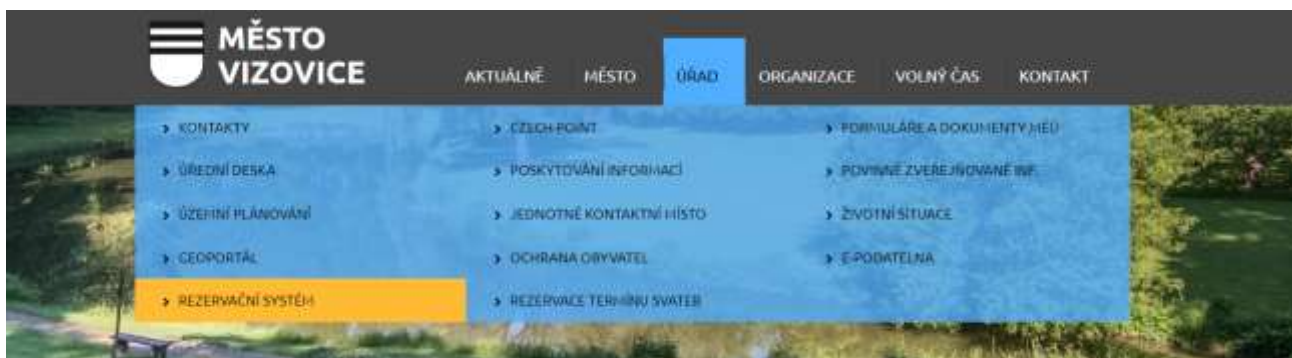 MĚSTO
VIZOVICE
AKTUÁLNĚ MĚSTO ÚŘAD ORGANIZACE VOLNÝ ČAS KONTAKT
KONTAKTY CZECH POINT FORMULÁŘE A DOKUMENTY MEÚ
ÚŘEDNÍ DESKA POSKYTOVÁNÍ INFORMACÍ POVINNĚ ZVEŘEJŇOVANÉ INF.
ÚZEMNÍ PLÁNOVÁNÍ JEDNOTNÉ KONTAKTNÍ MÍSTO ŽIVOTNÍ SITUACE
GEOPORTÁL OCHRANA OBYVATEL E-PODATELNA
REZERVAČNÍ SYSTÉM REZERVACE TERMÍNU SVATEB